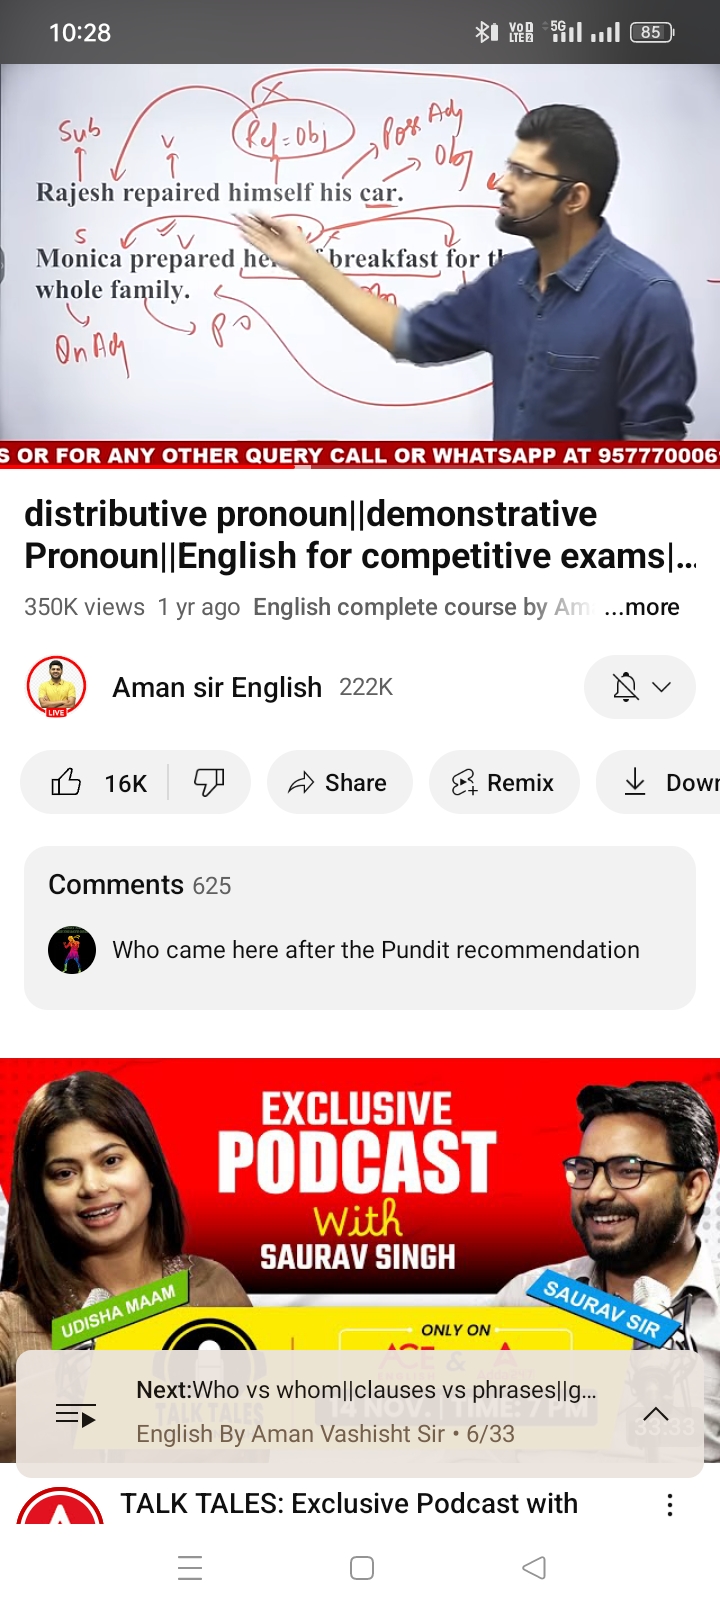 10:28
VoD
LTE2
5G
85
Sub
V
Ref=Obj
Poss Adj
Obj
Rajesh repaired himself his car.
S
V
Monica prepared breakfast for
whole family.
Qn Adj
S OR FOR ANY OTHER QUERY CALL OR WHATSAPP AT 957770006
distributive pronoun||demonstrative
Pronoun||English for competitive exams|...
350K views 1 yr ago English complete course by Am ...more
LIVE
Aman sir English 222K
16K
Share
Remix
Down
Comments 625
Who came here after the Pundit recommendation
EXCLUSIVE
PODCAST
With
SAURAV SINGH
UDISHA MAAM
SAURAV SIR
ONLY ON
TALK TALES
14 NOV. | TIME: 7 PM
33:33
Next:Who vs whom||clauses vs phrases||g...
English By Aman Vashisht Sir • 6/33
TALK TALES: Exclusive Podcast with